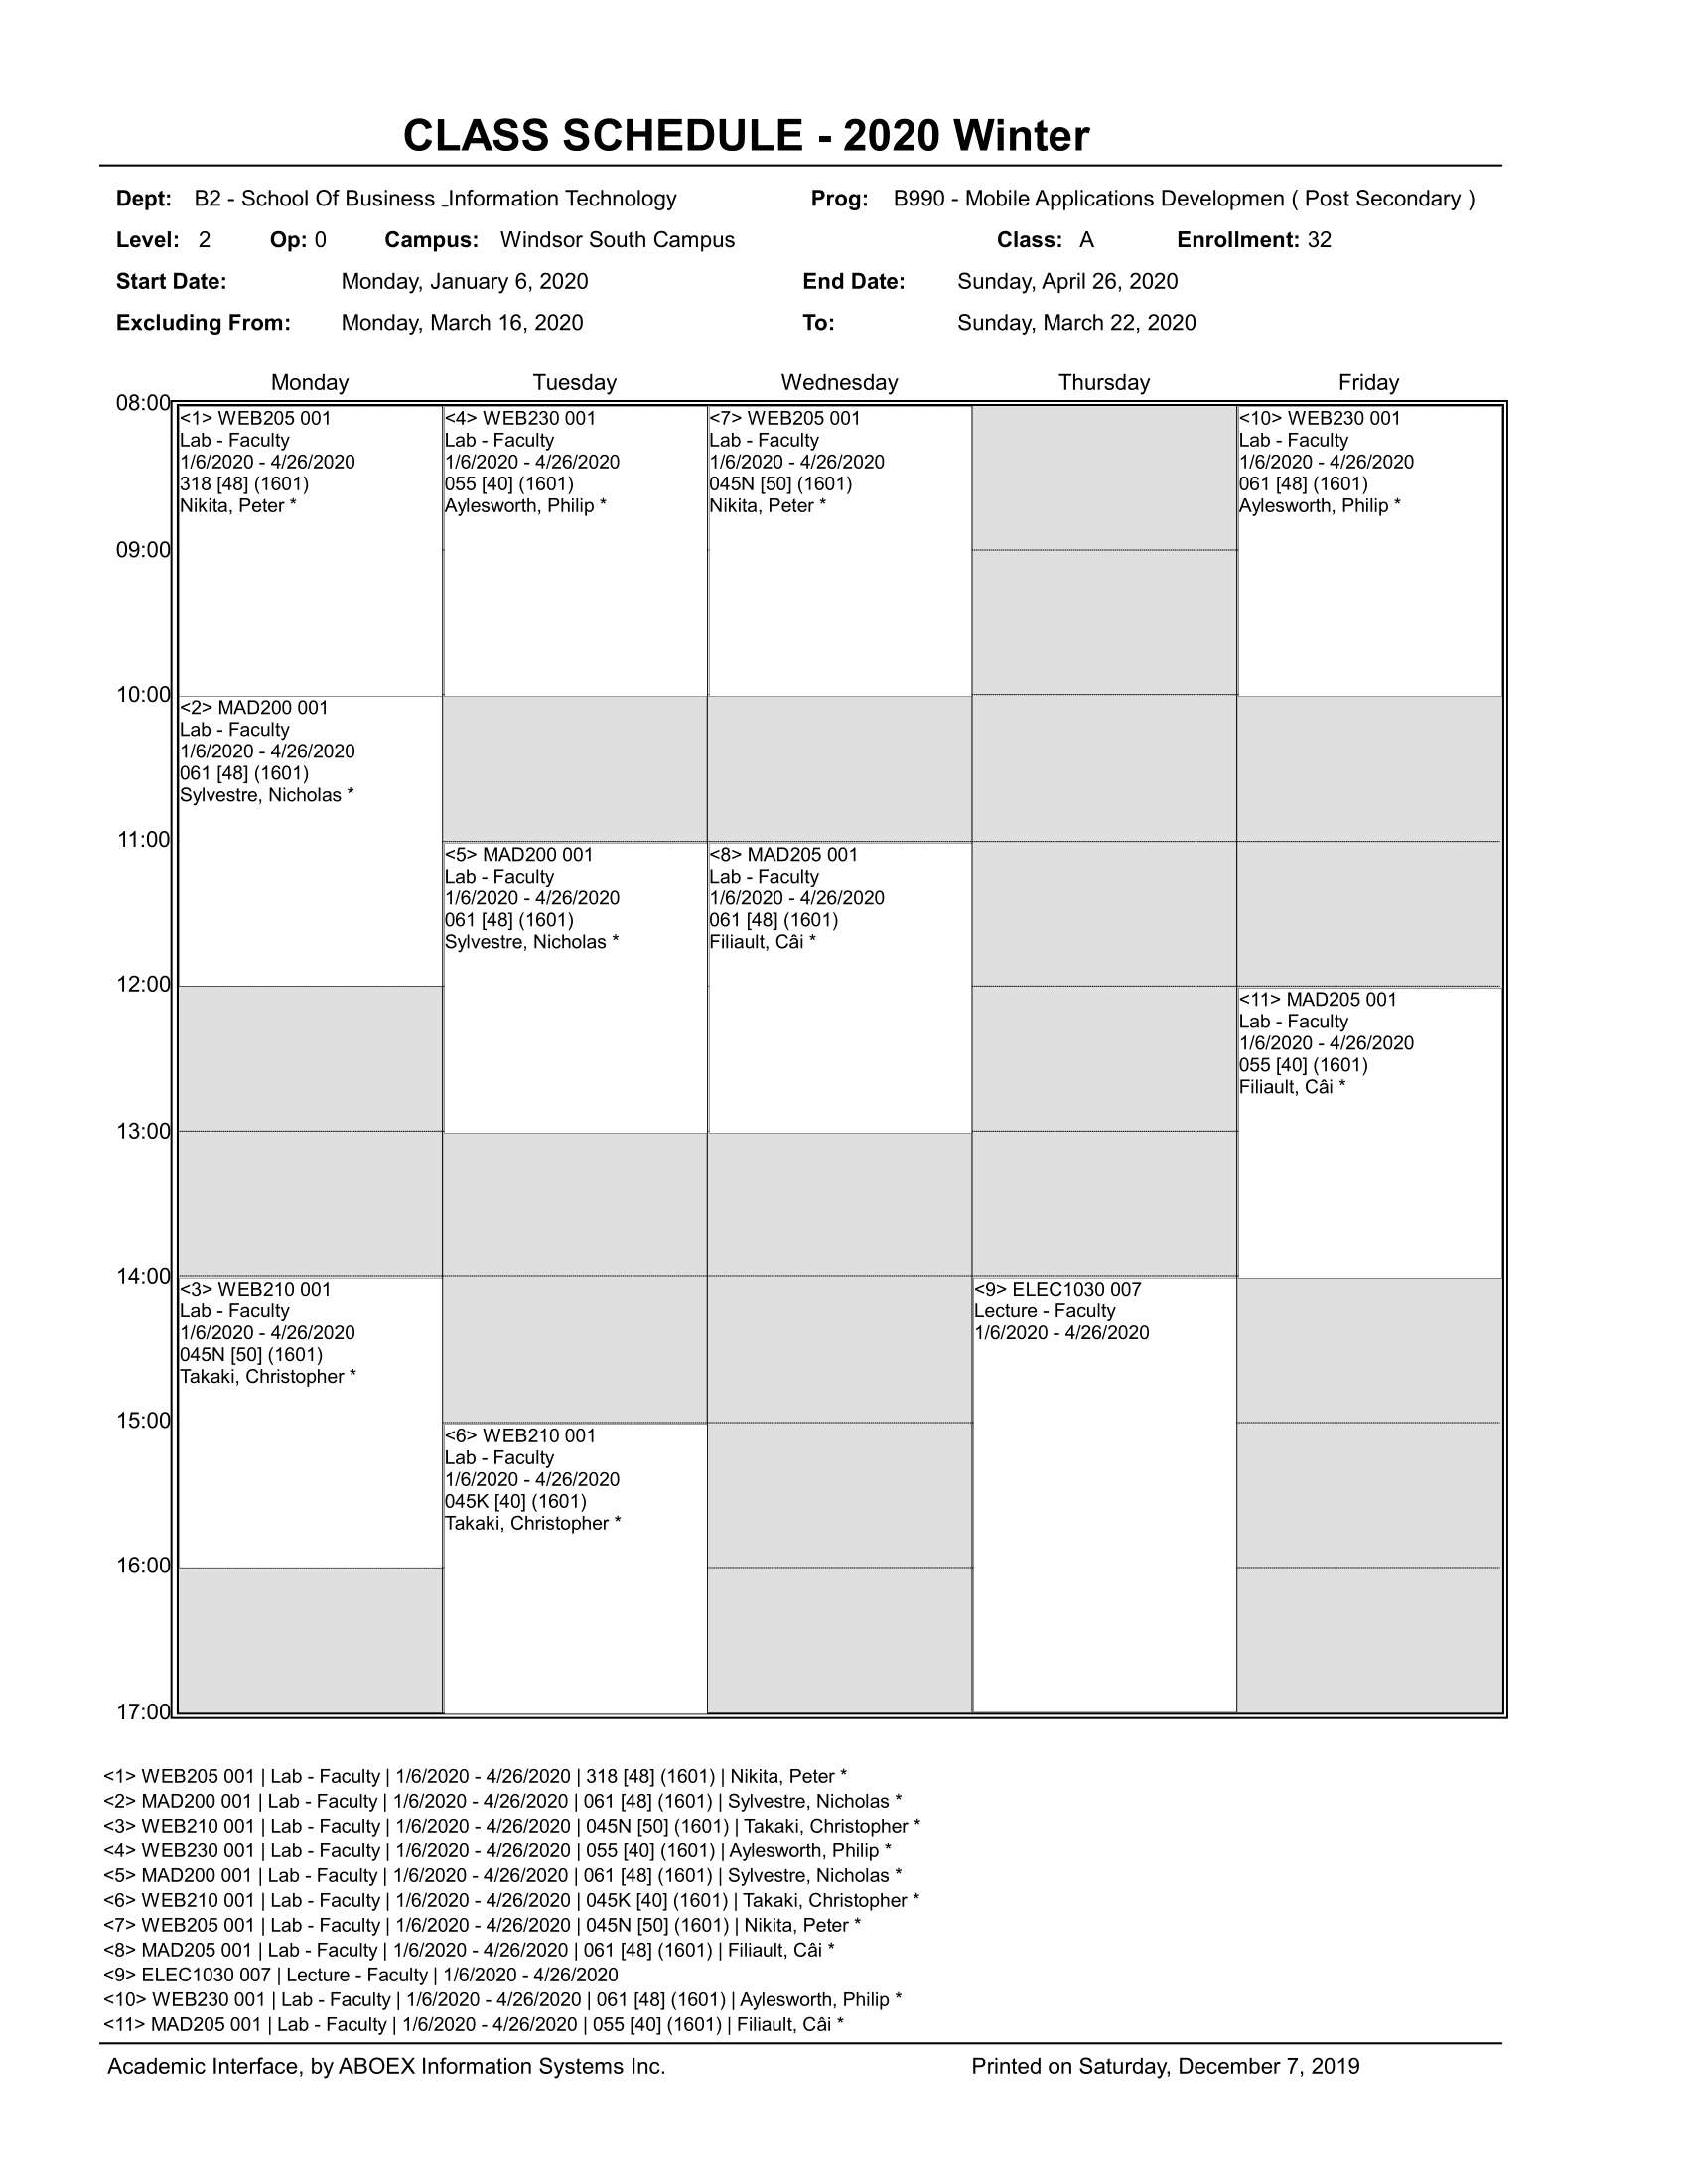 CLASS SCHEDULE - 2020 Winter
Dept: B2 - School Of Business _Information Technology Prog: B990 - Mobile Applications Developmen ( Post Secondary )
Level: 2 Op: 0 Campus: Windsor South Campus Class: A Enrollment: 32
Start Date: Monday, January 6, 2020 End Date: Sunday, April 26, 2020
Excluding From: Monday, March 16, 2020 To: Sunday, March 22, 2020
Monday Tuesday Wednesday Thursday Friday
08:00
<1> WEB205 001 <4> WEB230 001 <7> WEB205 001 <10> WEB230 001
Lab - Faculty Lab - Faculty Lab - Faculty Lab - Faculty
1/6/2020 - 4/26/2020 1/6/2020 - 4/26/2020 1/6/2020 - 4/26/2020 1/6/2020 - 4/26/2020
318 [48] (1601) 055 [40] (1601) 045N [50] (1601) 061 [48] (1601)
Nikita, Peter * Aylesworth, Philip * Nikita, Peter * Aylesworth, Philip *
09:00
10:00
<2> MAD200 001
Lab - Faculty
1/6/2020 - 4/26/2020
061 [48] (1601)
Sylvestre, Nicholas *
11:00
<5> MAD200 001 <8> MAD205 001
Lab - Faculty Lab - Faculty
1/6/2020 - 4/26/2020 1/6/2020 - 4/26/2020
061 [48] (1601) 061 [48] (1601)
Sylvestre, Nicholas * Filiault, Câi *
12:00
<11> MAD205 001
Lab - Faculty
1/6/2020 - 4/26/2020
055 [40] (1601)
Filiault, Câi *
13:00
14:00
<3> WEB210 001 <9> ELEC1030 007
Lab - Faculty Lecture - Faculty
1/6/2020 - 4/26/2020 1/6/2020 - 4/26/2020
045N [50] (1601)
Takaki, Christopher *
15:00
<6> WEB210 001
Lab - Faculty
1/6/2020 - 4/26/2020
045K [40] (1601)
Takaki, Christopher *
16:00
17:00
<1> WEB205 001 | Lab - Faculty | 1/6/2020 - 4/26/2020 | 318 [48] (1601) | Nikita, Peter *
<2> MAD200 001 | Lab - Faculty | 1/6/2020 - 4/26/2020 | 061 [48] (1601) | Sylvestre, Nicholas *
<3> WEB210 001 | Lab - Faculty | 1/6/2020 - 4/26/2020 | 045N [50] (1601) | Takaki, Christopher *
<4> WEB230 001 | Lab - Faculty | 1/6/2020 - 4/26/2020 | 055 [40] (1601) | Aylesworth, Philip *
<5> MAD200 001 | Lab - Faculty | 1/6/2020 - 4/26/2020 | 061 [48] (1601) | Sylvestre, Nicholas *
<6> WEB210 001 | Lab - Faculty | 1/6/2020 - 4/26/2020 | 045K [40] (1601) | Takaki, Christopher *
<7> WEB205 001 | Lab - Faculty | 1/6/2020 - 4/26/2020 | 045N [50] (1601) | Nikita, Peter *
<8> MAD205 001 | Lab - Faculty | 1/6/2020 - 4/26/2020 | 061 [48] (1601) | Filiault, Câi *
<9> ELEC1030 007 | Lecture - Faculty | 1/6/2020 - 4/26/2020
<10> WEB230 001 | Lab - Faculty | 1/6/2020 - 4/26/2020 | 061 [48] (1601) | Aylesworth, Philip *
<11> MAD205 001 | Lab - Faculty | 1/6/2020 - 4/26/2020 | 055 [40] (1601) | Filiault, Câi *
Academic Interface, by ABOEX Information Systems Inc. Printed on Saturday, December 7, 2019